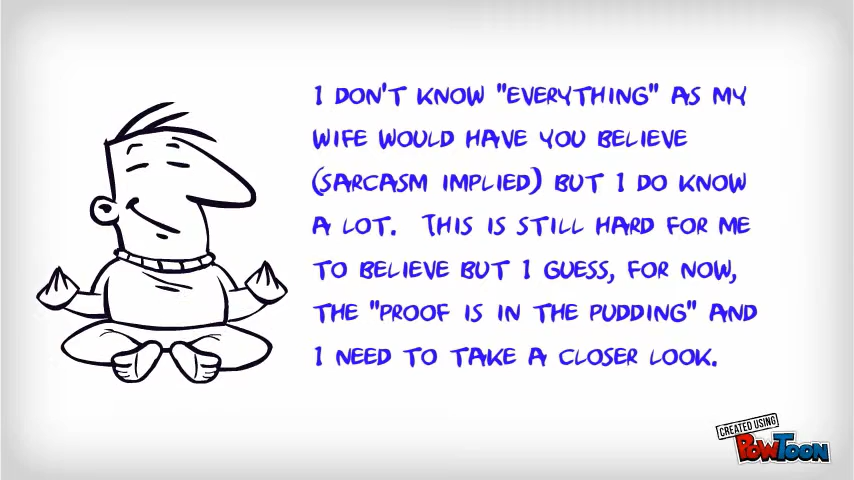 I DON'T KNOW "EVERYTHING" AS MY
WIFE WOULD HAVE YOU BELIEVE
(SARCASM IMPLIED) BUT I DO KNOW
A LOT. THIS IS STILL HARD FOR ME
TO BELIEVE BUT I GUESS, FOR NOW,
THE "PROOF IS IN THE PUDDING" AND
I NEED TO TAKE A CLOSER LOOK.
CREATED USING
POWTOON